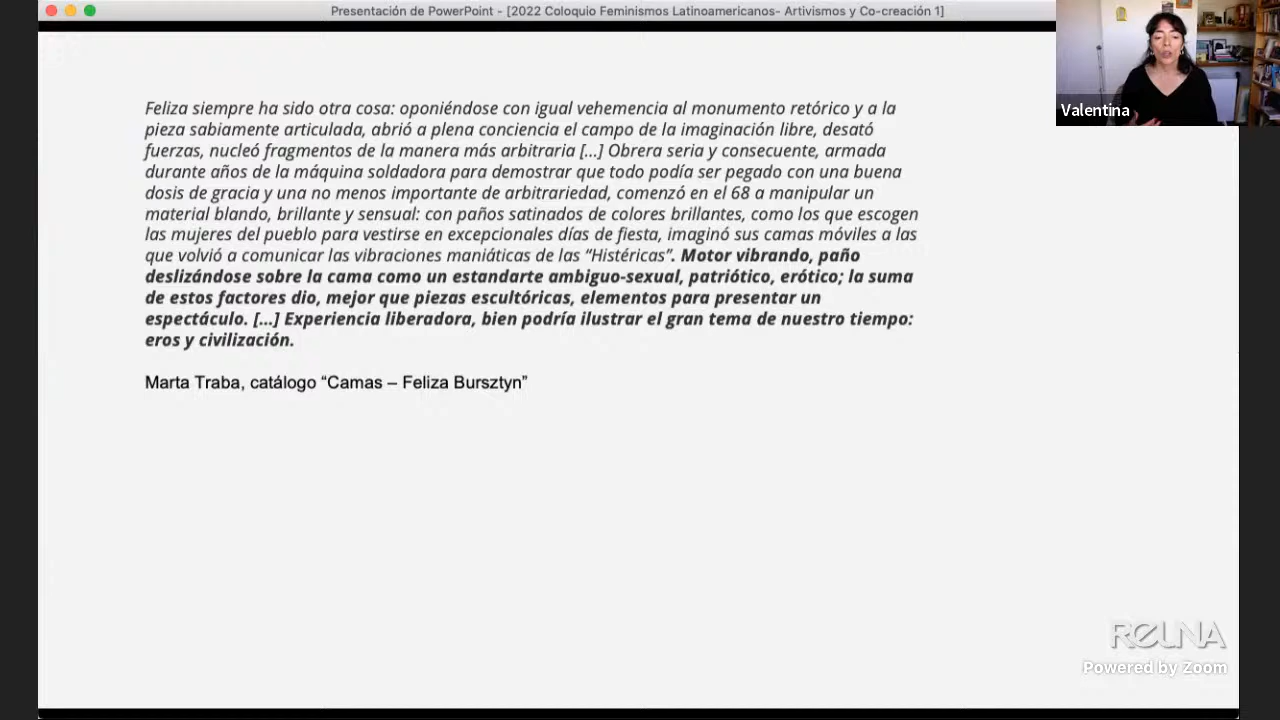 Presentación de PowerPoint - [2022 Coloquio Feminismos Latinoamericanos- Artivismos y Co-creación 1]
Valentina
Feliza siempre ha sido otra cosa: oponiéndose con igual vehemencia al monumento retórico y a la
pieza sabiamente articulada, abrió a plena conciencia el campo de la imaginación libre, desató
fuerzas, nucleó fragmentos de la manera más arbitraria [...] Obrera seria y consecuente, armada
durante años de la máquina soldadora para demostrar que todo podía ser pegado con una buena
dosis de gracia y una no menos importante de arbitrariedad, comenzó en el 68 a manipular un
material blando, brillante y sensual: con paños satinados de colores brillantes, como los que escogen
las mujeres del pueblo para vestirse en excepcionales días de fiesta, imaginó sus camas móviles a las
que volvió a comunicar las vibraciones maniáticas de las “Histéricas”. Motor vibrando, paño
deslizándose sobre la cama como un estandarte ambiguo-sexual, patriótico, erótico; la suma
de estos factores dio, mejor que piezas escultóricas, elementos para presentar un
espectáculo. [...] Experiencia liberadora, bien podría ilustrar el gran tema de nuestro tiempo:
eros y civilización.
Marta Traba, catálogo “Camas – Feliza Bursztyn”
REUNA
Powered by Zoom